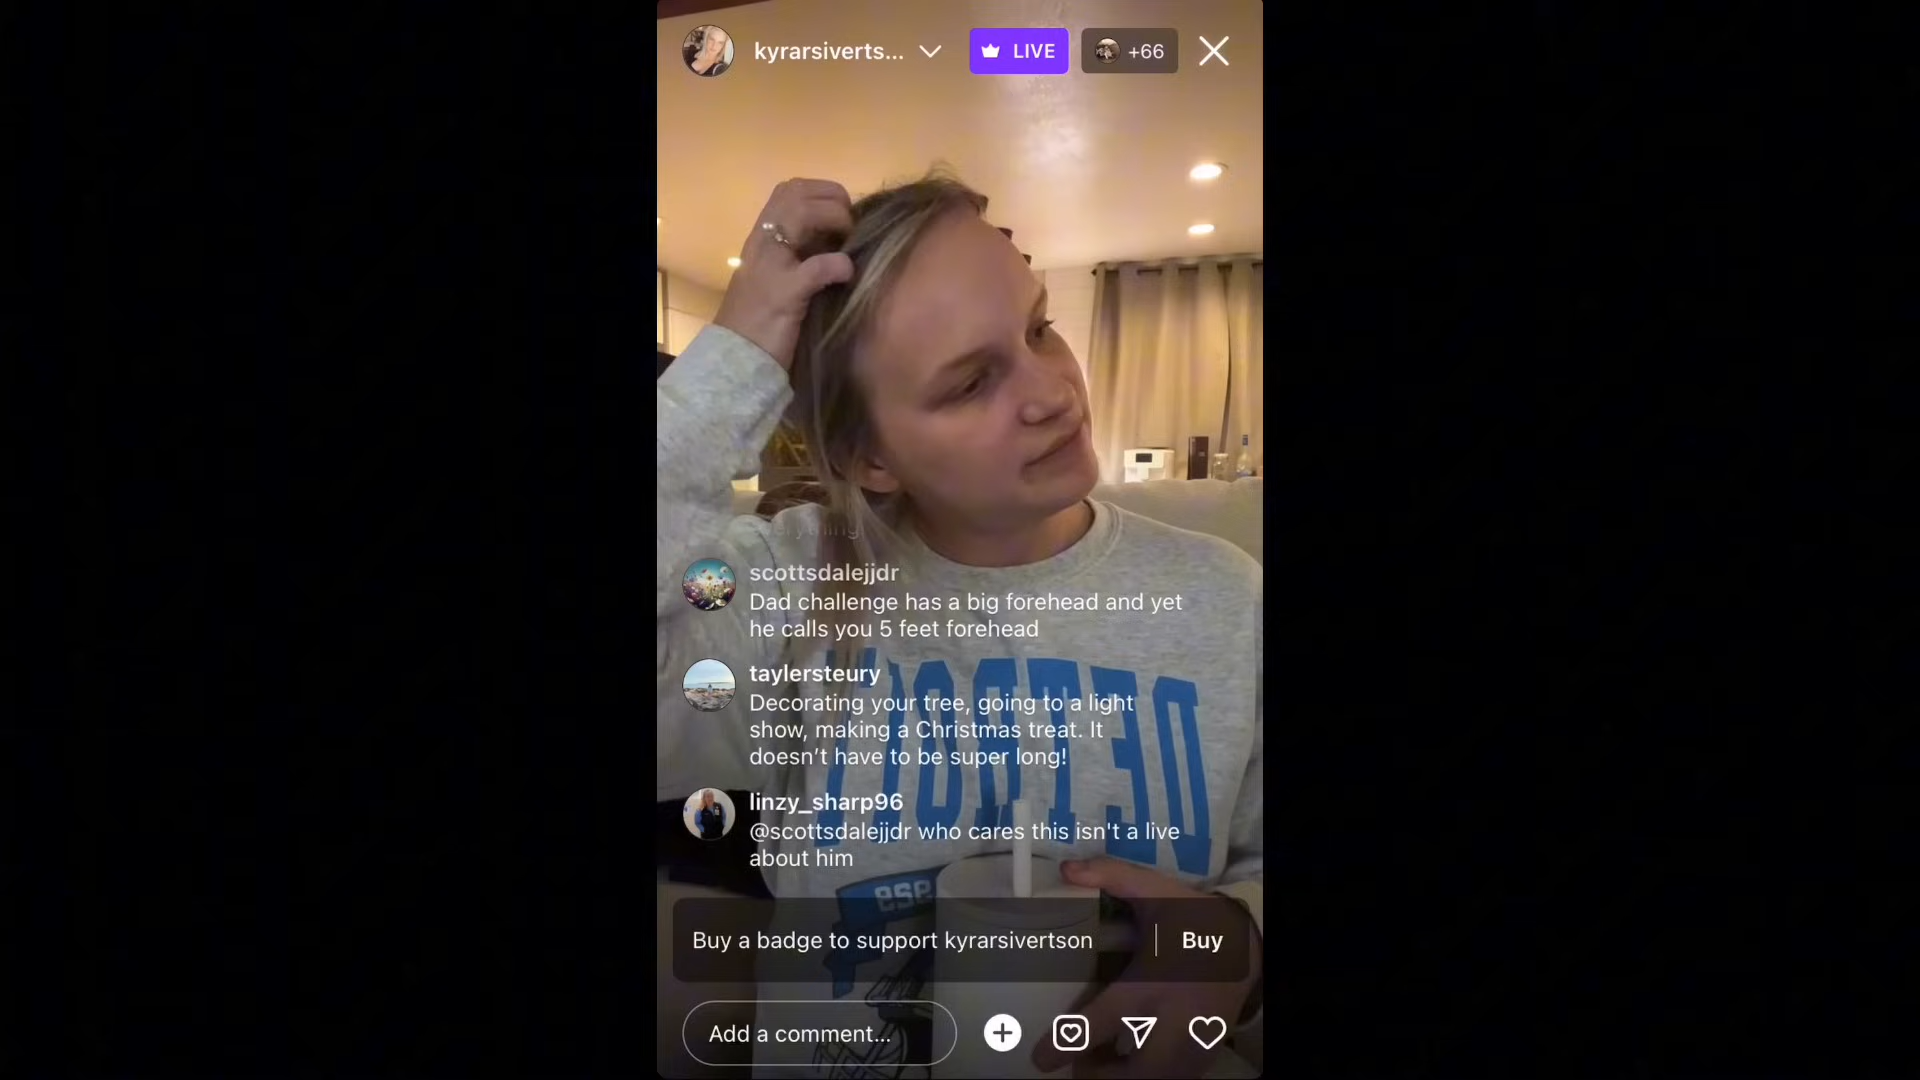 kyrarsiverts...
LIVE
+66
everything!
scottsdalejjdr
Dad challenge has a big forehead and yet
he calls you 5 feet forehead
taylersteury
Decorating your tree, going to a light
show, making a Christmas treat. It
doesn't have to be super long!
linzy_sharp96
@scottsdalejjdr who cares this isn't a live
about him
DETROIT
Buy a badge to support kyrarsivertson
Buy
Add a comment...